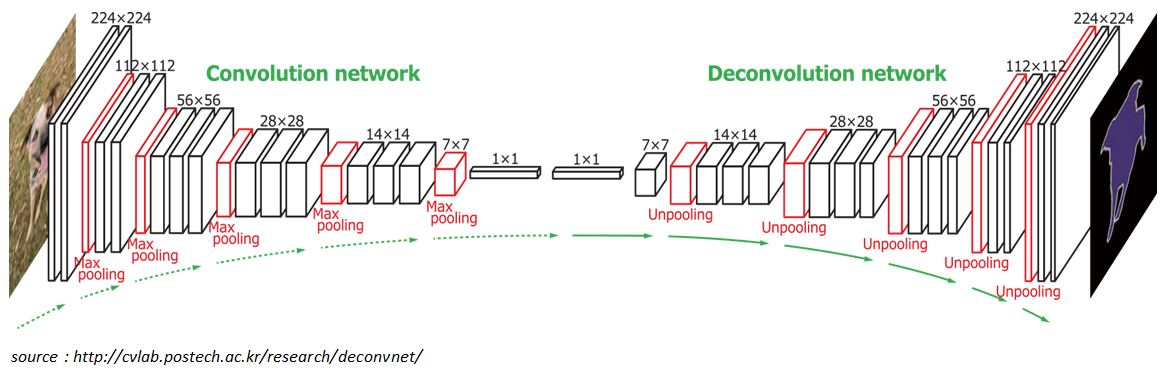 224×224
112×112
56×56
28×28
14×14
7×7
1×1
1×1
7×7
14×14
28×28
56×56
112×112
224×224
Convolution network
Deconvolution network
Max
pooling
Max
pooling
Max
pooling
Max
pooling
Max
pooling
Unpooling
Unpooling
Unpooling
Unpooling
Unpooling
source : http://cvlab.postech.ac.kr/research/deconvnet/